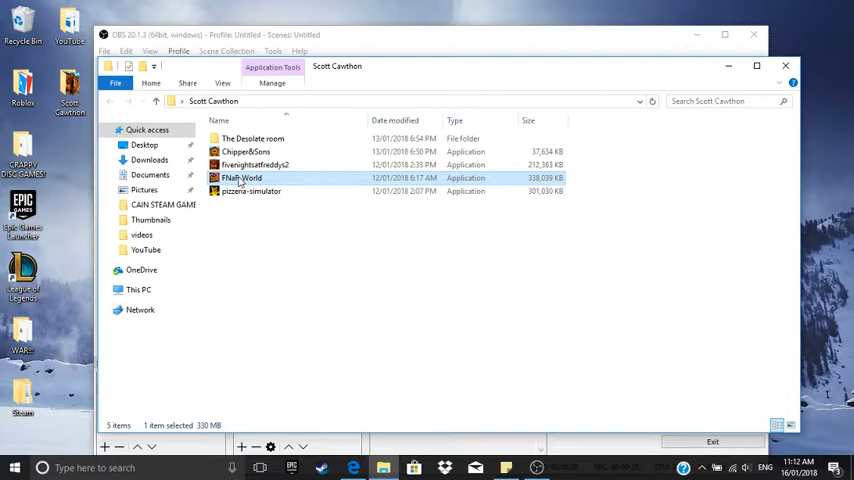 OBS 20.1.3 (64bit, windows) - Profile: Untitled - Scenes: Untitled
File Edit View Profile Scene Collection Tools Help
Application Tools Scott Cawthon
File Home Share View Manage
Scott Cawthon
Search Scott Cawthon
Name Date modified Type Size
The Desolate room 13/01/2018 6:54 PM File folder
Chipper&Sons 13/01/2018 6:50 PM Application 37,634 KB
fivenightsatfreddys2 12/01/2018 2:33 PM Application 212,363 KB
FNaF World 12/01/2018 6:17 AM Application 338,039 KB
pizzeria-simulator 12/01/2018 2:07 PM Application 301,030 KB
Quick access
Desktop
Downloads
Documents
Pictures
CAIN STEAM GAME
Thumbnails
videos
YouTube
OneDrive
This PC
Network
5 items 1 item selected 330 MB
Exit
Recycle Bin
YouTube
Roblox
Scott
Cawthon
CRAPPY
DISC GAMES!
EPIC
GAMES
Epic Games
Launcher
League of
Legends
WAR!!!
Steam
Type here to search
ENG
11:12 AM
16/01/2018
3